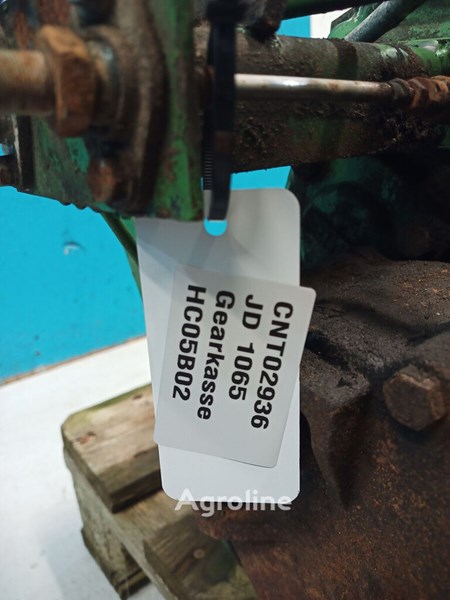 CNT02936
JD 1065
Gearkasse
HC05B02
Agroline